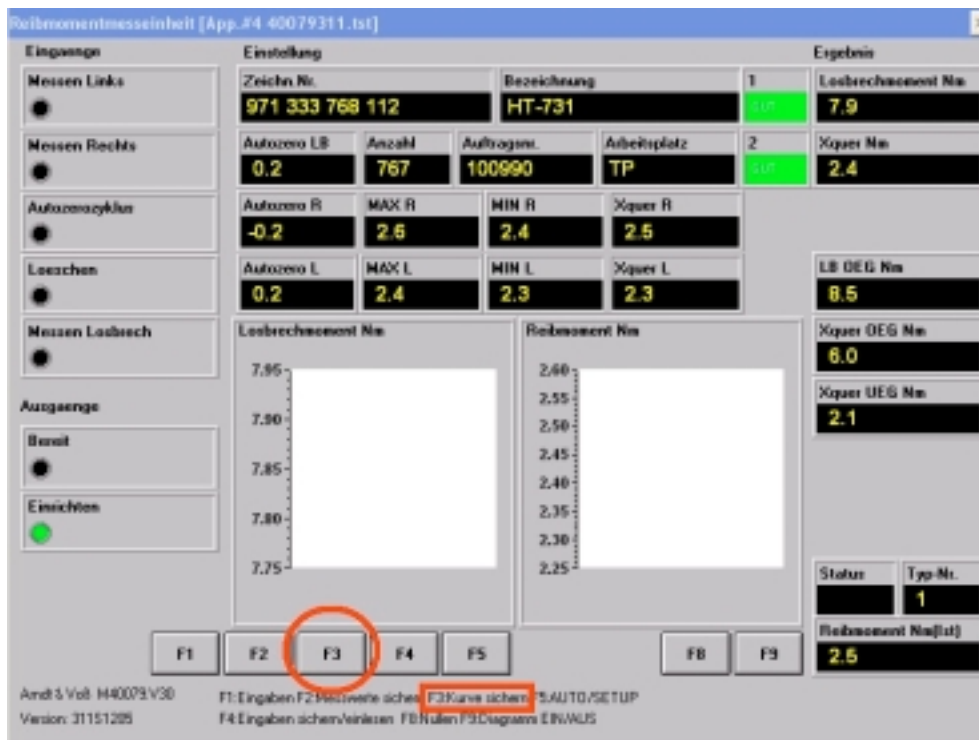 Reibmomentmesseinheit [App.#4 40079311.tst]
Eingaenge
Einstellung
Ergebnis
Messen Links
Zeichn.Nr.
971 333 768 112
Bezeichnung
HT-731
1
GUT
Losbrechmoment Nm
7.9
Messen Rechts
Autozero LB
0.2
Anzahl
767
Auftragsnr.
100990
Arbeitsplatz
TP
2
GUT
Xquer Nm
2.4
Autozerozyklus
Autozero R
-0.2
MAX R
2.6
MIN R
2.4
Xquer R
2.5
Loeschen
Autozero L
0.2
MAX L
2.4
MIN L
2.3
Xquer L
2.3
LB OEG Nm
8.5
Messen Losbrech
Losbrechmoment Nm
7.95
7.90
7.85
7.80
7.75
Reibmoment Nm
2.60
2.55
2.50
2.45
2.40
2.35
2.30
2.25
Xquer OEG Nm
6.0
Xquer UEG Nm
2.1
Ausgaenge
Bereit
Einrichten
Status
Typ-Nr.
1
Reibmoment Nm(Ist)
2.5
F1
F2
F3
F4
F5
F8
F9
Arndt & Voß M40079.V30
F1:Eingaben F2:Messwerte sichern F3:Kurve sichern F5:AUTO/SETUP
Version: 31151205
F4:Eingaben sichern/einlesen F8:Nullen F9:Diagramm EIN/AUS